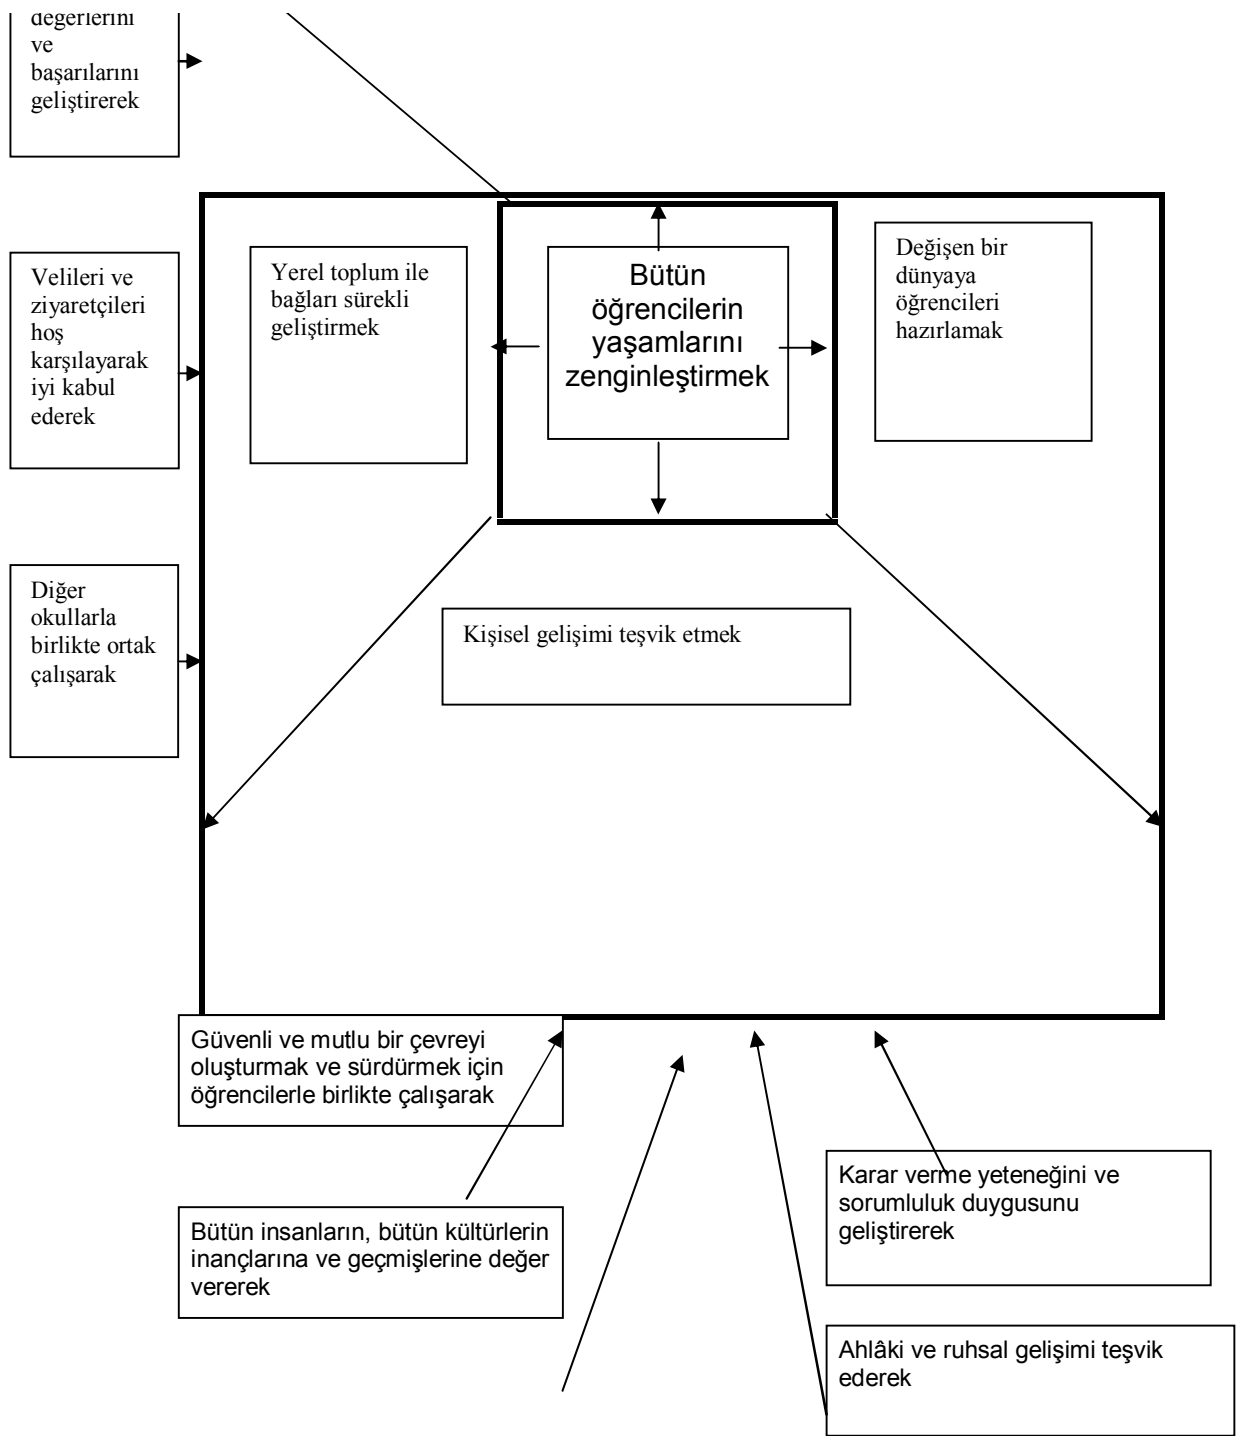 değerlerini
ve
başarılarını
geliştirerek
Velileri ve
ziyaretçileri
hoş
karşılayarak
iyi kabul
ederek
Yerel toplum ile
bağları sürekli
geliştirmek
Bütün
öğrencilerin
yaşamlarını
zenginleştirmek
Değişen bir
dünyaya
öğrencileri
hazırlamak
Diğer
okullarla
birlikte ortak
çalışarak
Kişisel gelişimi teşvik etmek
Güvenli ve mutlu bir çevreyi
oluşturmak ve sürdürmek için
öğrencilerle birlikte çalışarak
Karar verme yeteneğini ve
sorumluluk duygusunu
geliştirerek
Bütün insanların, bütün kültürlerin
inançlarına ve geçmişlerine değer
vererek
Ahlâki ve ruhsal gelişimi teşvik
ederek